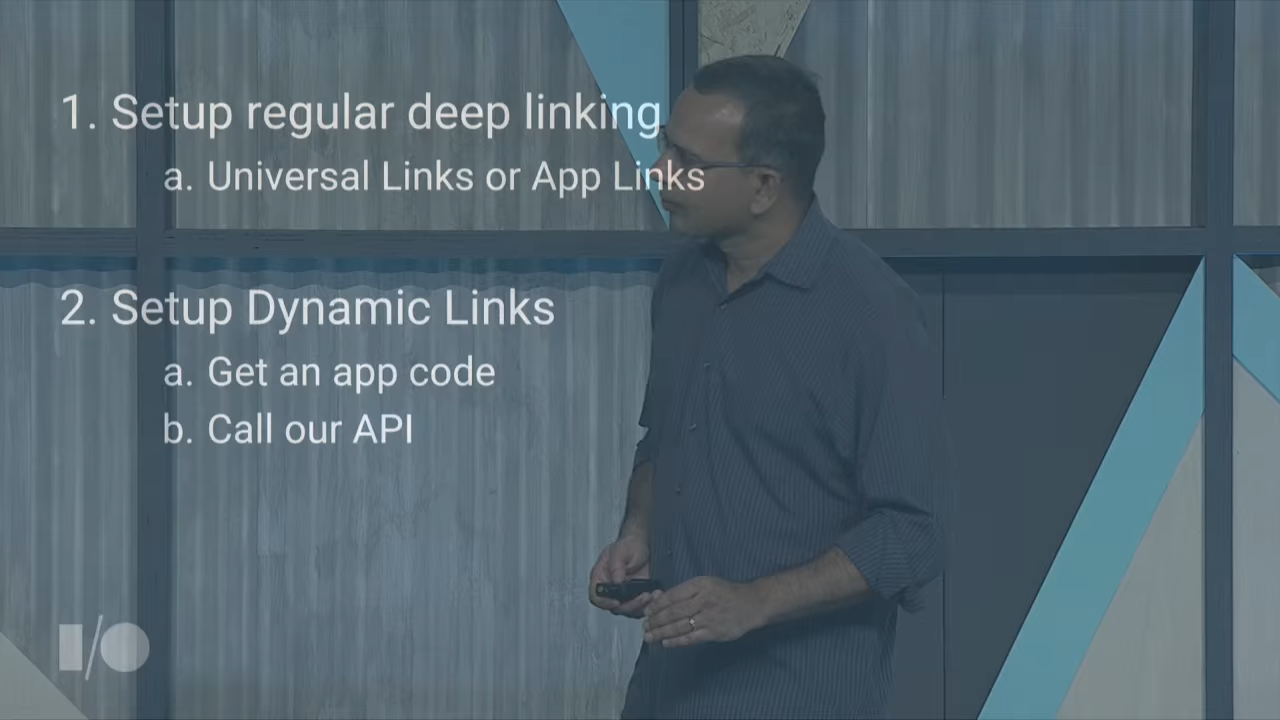 1. Setup regular deep linking
a. Universal Links or App Links
2. Setup Dynamic Links
a. Get an app code
b. Call our API
I/O